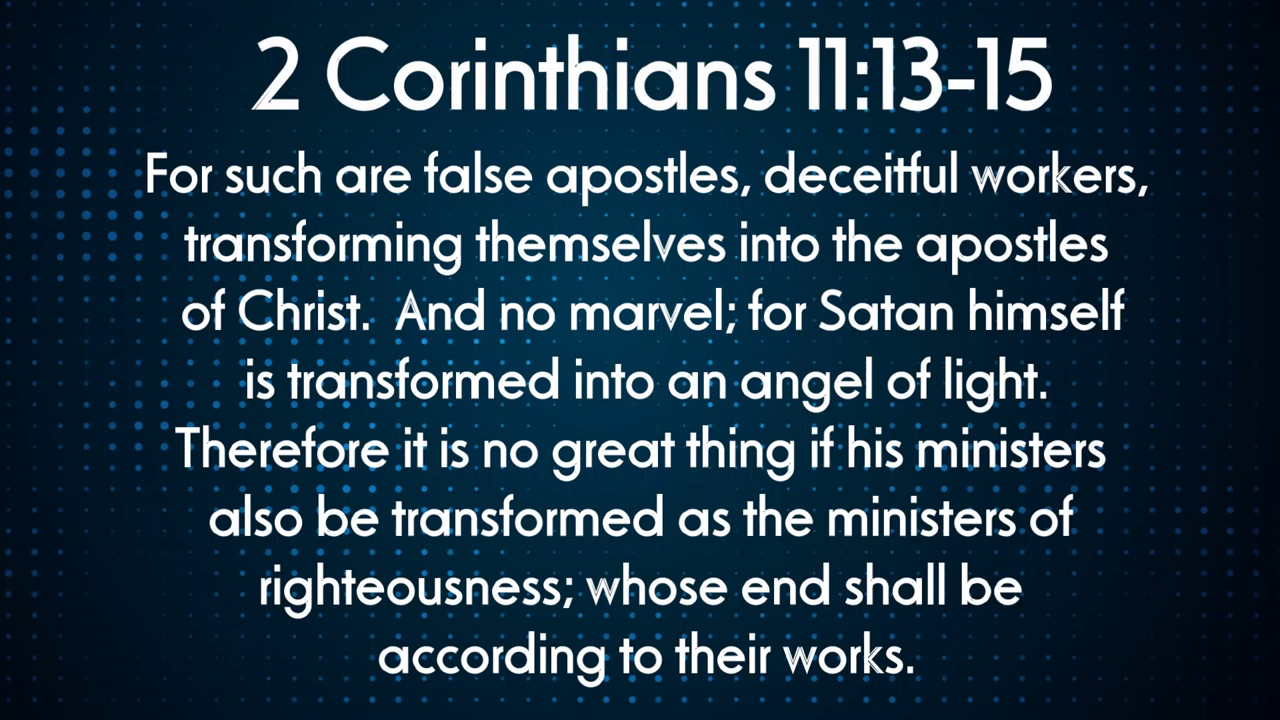 2 Corinthians 11:13-15
For such are false apostles, deceitful workers,
transforming themselves into the apostles
of Christ.  And no marvel; for Satan himself
is transformed into an angel of light.
Therefore it is no great thing if his ministers
also be transformed as the ministers of
righteousness; whose end shall be
according to their works.